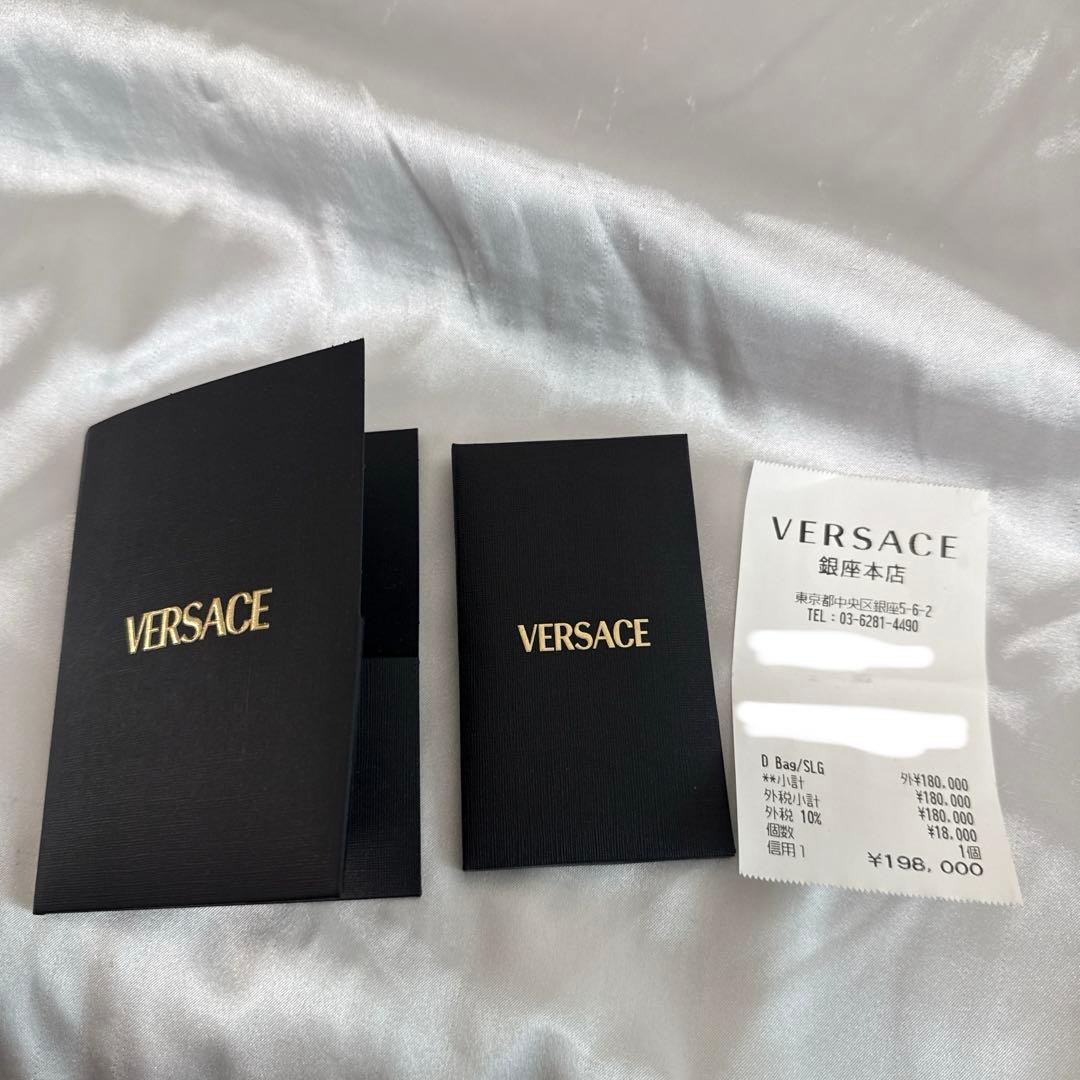 VERSACE
VERSACE
VERSACE
銀座本店
東京都中央区銀座5-6-2
TEL:03-6281-4490
D Bag/SLG
外¥180,000
**小計 ¥180,000
外税小計 ¥180,000
外税 10% ¥18,000
個数 1個
信用1 ¥198,000